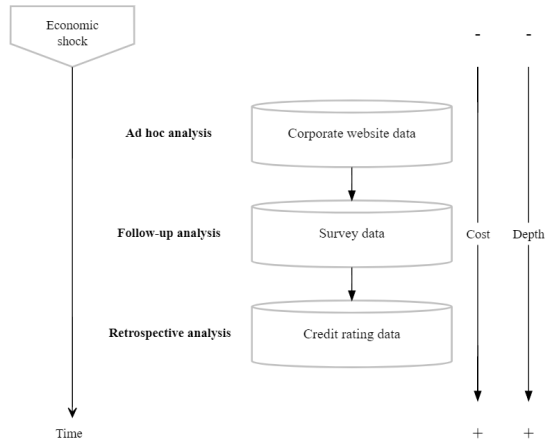 Economic
shock
- -
Ad hoc analysis
Corporate website data
Follow-up analysis
Survey data
Cost
Depth
Retrospective analysis
Credit rating data
Time
+ +